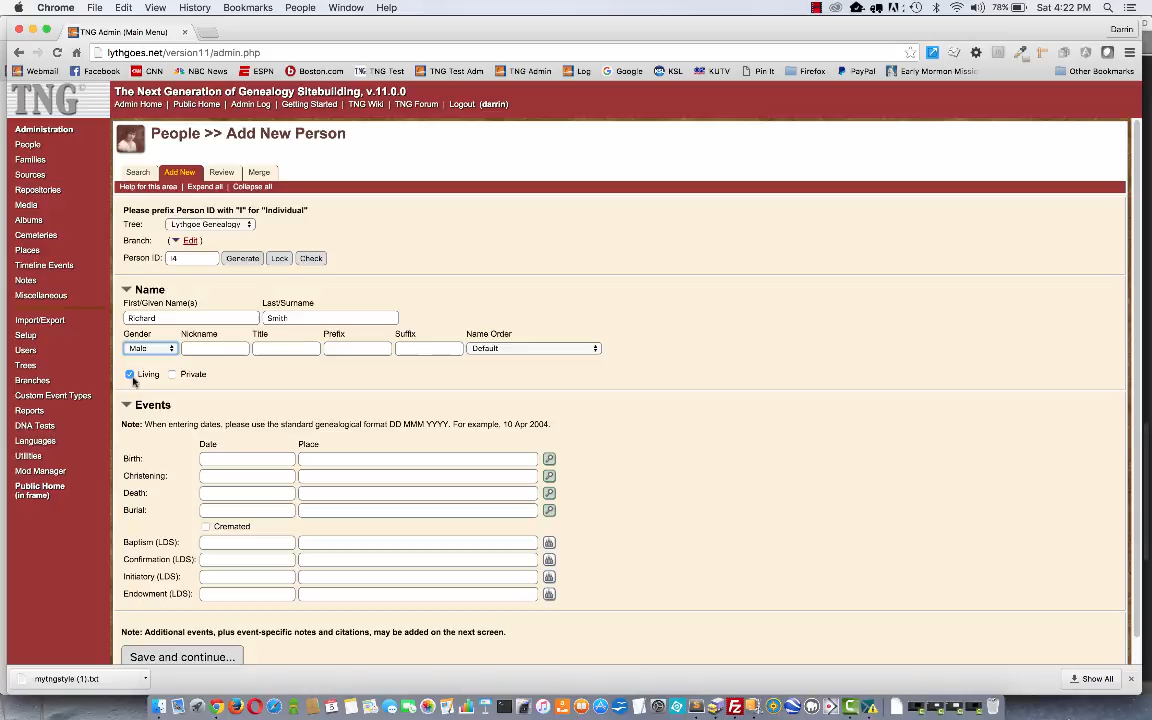 Chrome File Edit View History Bookmarks People Window Help 78% Sat 4:22 PM
TNG Admin (Main Menu) Darrin
lythgoes.net/version11/admin.php
Webmail Facebook CNN NBC News ESPN Boston.com TNG Test TNG Test Adm TNG Admin Log Google KSL KUTV Pin It Firefox PayPal Early Mormon Missi Other Bookmarks
TNG
The Next Generation of Genealogy Sitebuilding, v.11.0.0
Admin Home | Public Home | Admin Log | Getting Started | TNG Wiki | TNG Forum | Logout (darrin)
Administration
People
Families
Sources
Repositories
Media
Albums
Cemeteries
Places
Timeline Events
Notes
Miscellaneous
Import/Export
Setup
Users
Trees
Branches
Custom Event Types
Reports
DNA Tests
Languages
Utilities
Mod Manager
Public Home
(in frame)
People >> Add New Person
Search Add New Review Merge
Help for this area | Expand all | Collapse all
Please prefix Person ID with "I" for "Individual"
Tree: Lythgoe Genealogy
Branch: ( Edit )
Person ID: I4 Generate Lock Check
Name
First/Given Name(s) Last/Surname
Richard Smith
Gender Nickname Title Prefix Suffix Name Order
Male Default
Living Private
Events
Note: When entering dates, please use the standard genealogical format DD MMM YYYY. For example, 10 Apr 2004.
Date Place
Birth:
Christening:
Death:
Burial:
Cremated
Baptism (LDS):
Confirmation (LDS):
Initiatory (LDS):
Endowment (LDS):
Note: Additional events, plus event-specific notes and citations, may be added on the next screen.
Save and continue...
mytngstyle (1).txt Show All